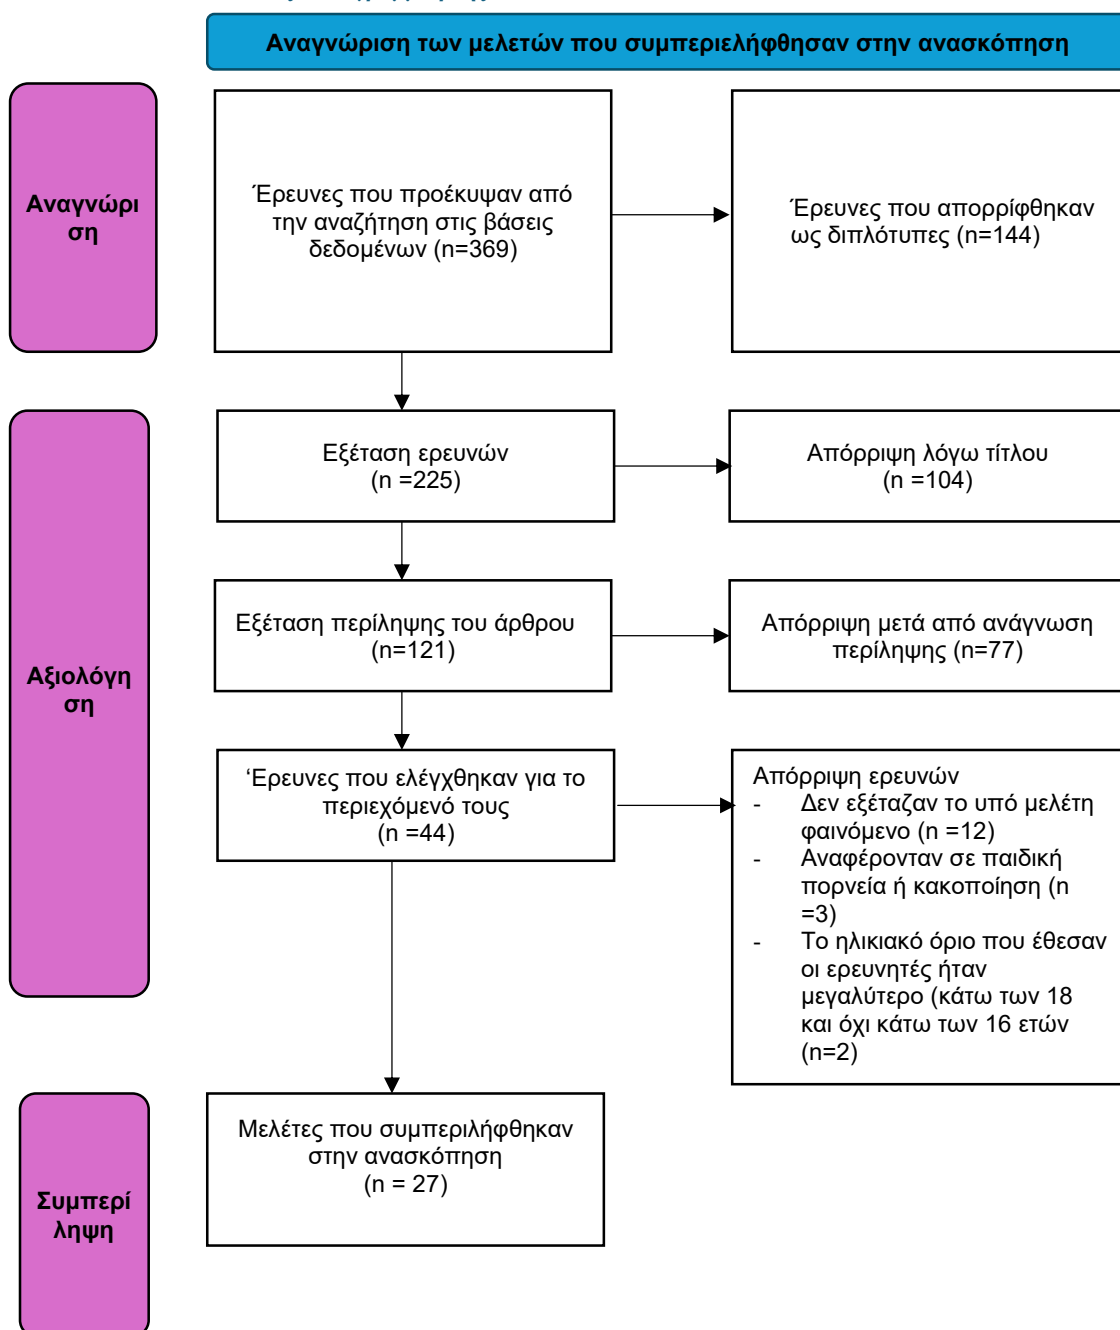 Αναγνώριση των μελετών που συμπεριελήφθησαν στην ανασκόπηση
Αναγνώρι
ση
Έρευνες που προέκυψαν από
την αναζήτηση στις βάσεις
δεδομένων (n=369)
Έρευνες που απορρίφθηκαν
ως διπλότυπες (n=144)
Αξιολόγη
ση
Εξέταση ερευνών
(n =225)
Απόρριψη λόγω τίτλου
(n =104)
Εξέταση περίληψης του άρθρου
(n=121)
Απόρριψη μετά από ανάγνωση
περίληψης (n=77)
‘Έρευνες που ελέγχθηκαν για το
περιεχόμενό τους
(n =44)
Απόρριψη ερευνών
- Δεν εξέταζαν το υπό μελέτη
φαινόμενο (n =12)
- Αναφέρονταν σε παιδική
πορνεία ή κακοποίηση (n
=3)
- Το ηλικιακό όριο που έθεσαν
οι ερευνητές ήταν
μεγαλύτερο (κάτω των 18
και όχι κάτω των 16 ετών
(n=2)
Συμπερί
ληψη
Μελέτες που συμπεριλήφθηκαν
στην ανασκόπηση
(n = 27)